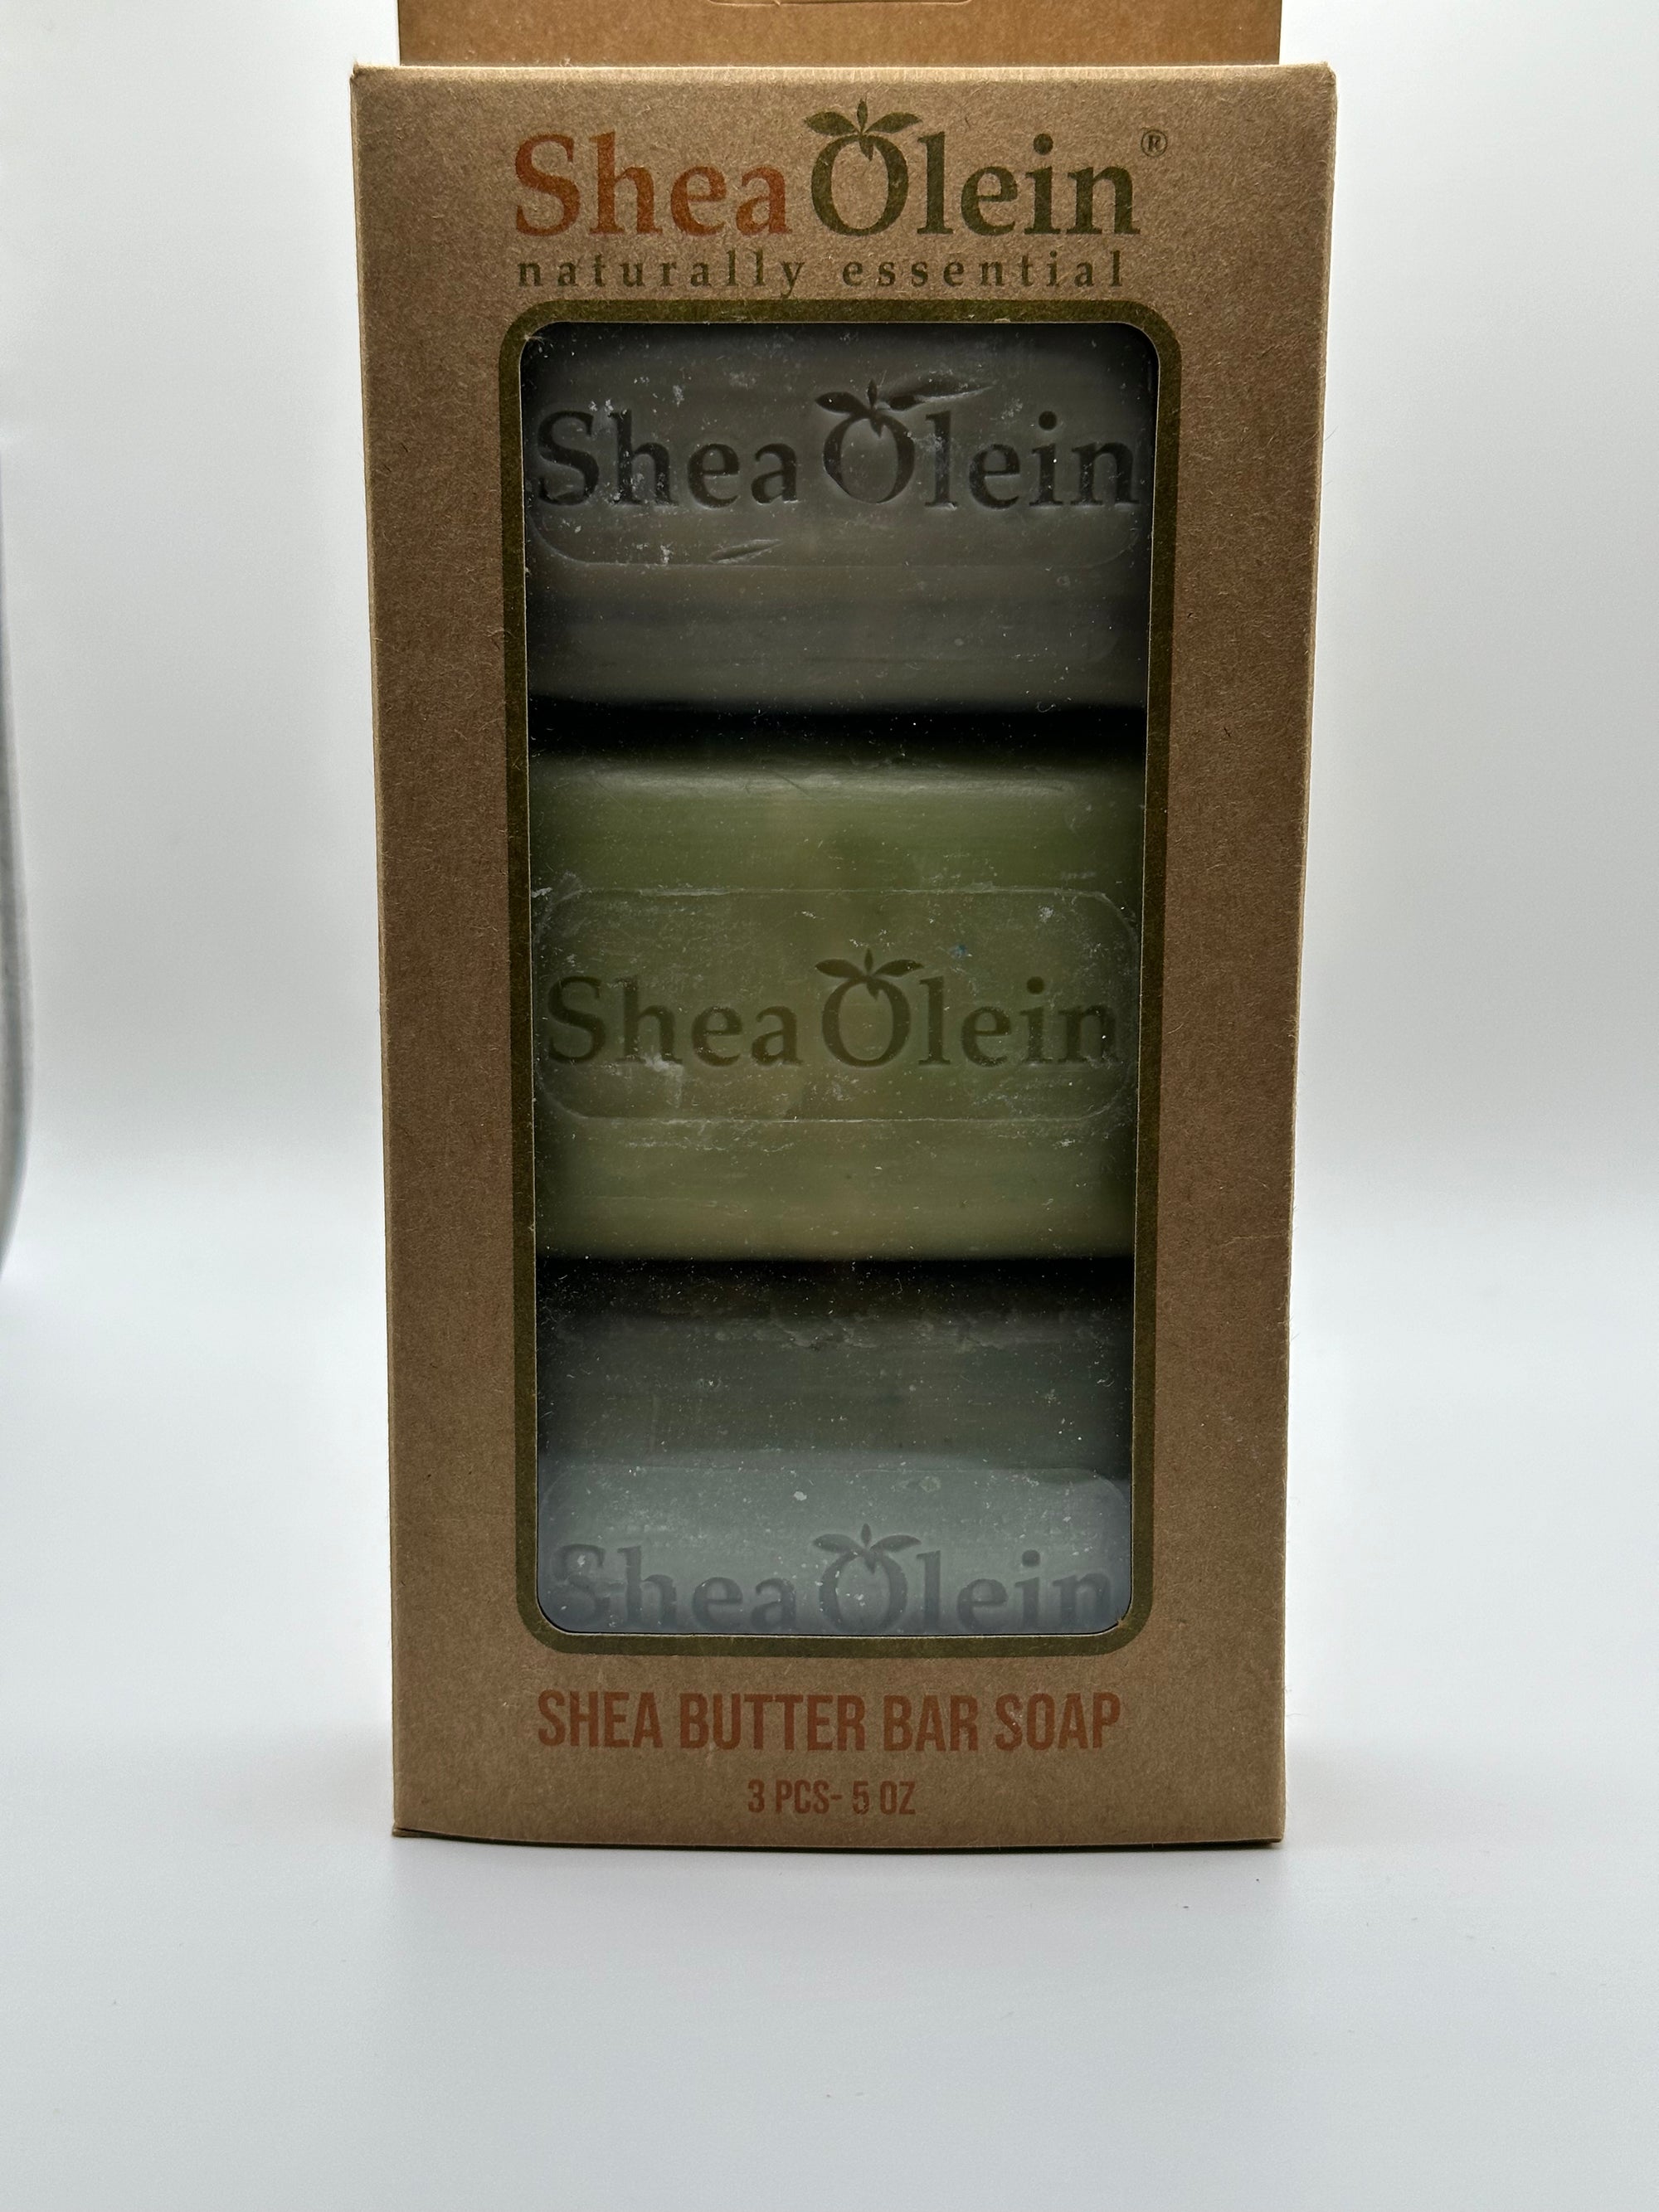 SheaOlein®
naturally essential
SheaOlein
SheaOlein
SheaOlein
SHEA BUTTER BAR SOAP
3 PCS- 5 OZ